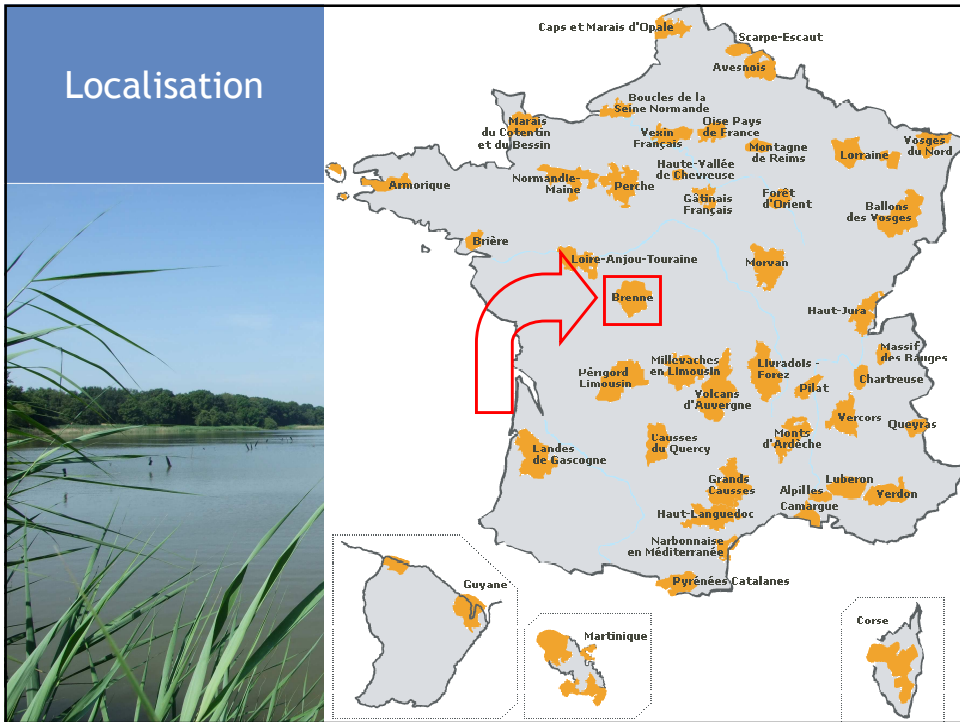 Localisation
Caps et Marais d'Opale
Scarpe-Escaut
Avesnois
Boucles de la
Seine Normande
Marais
du Cotentin
et du Bessin
Vexin
Français
Oise Pays
de France
Montagne
de Reims
Lorraine
Vosges
du Nord
Armorique
Normandie-
Maine
Perche
Haute-Vallée
de Chevreuse
Gâtinais
Français
Forêt
d'Orient
Ballons
des Vosges
Brière
Loire-Anjou-Touraine
Morvan
Brenne
Haut-Jura
Massif
des Bauges
Périgord
Limousin
Millevaches
en Limousin
Volcans
d'Auvergne
Livradois -
Forez
Pilat
Chartreuse
Vercors
Queyras
Landes
de Gascogne
Causses
du Quercy
Monts
d'Ardèche
Grands
Causses
Alpilles
Luberon
Verdon
Camargue
Haut-Languedoc
Narbonnaise
en Méditerranée
Pyrénées Catalanes
Guyane
Martinique
Corse